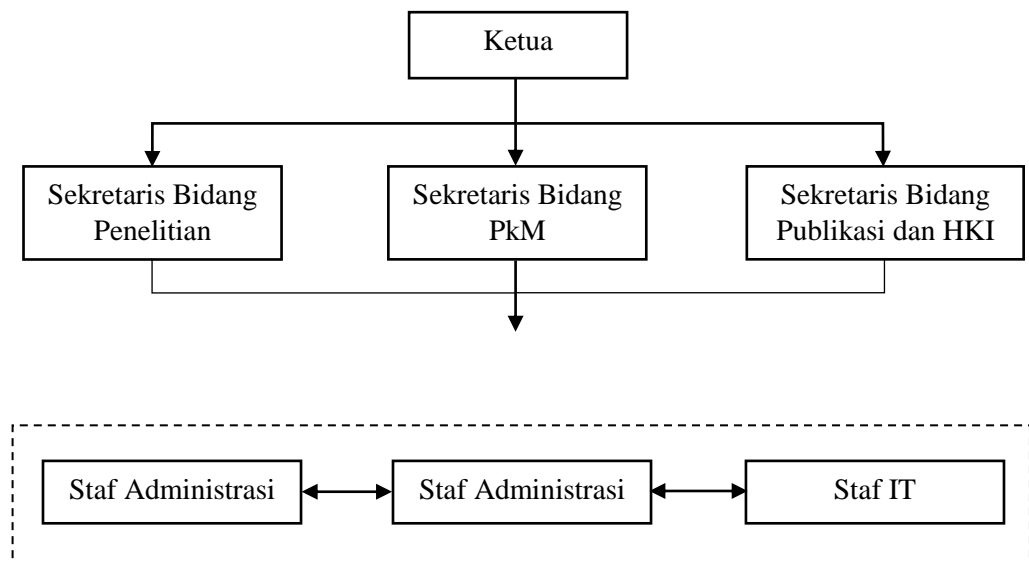 Ketua
Sekretaris Bidang
Penelitian
Sekretaris Bidang
PkM
Sekretaris Bidang
Publikasi dan HKI
Staf Administrasi
Staf Administrasi
Staf IT